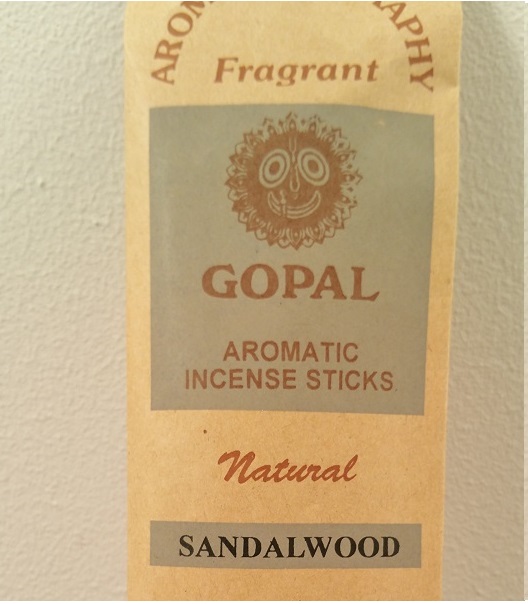 Fragrant
GOPAL
AROMATIC
INCENSE STICKS
Natural
SANDALWOOD